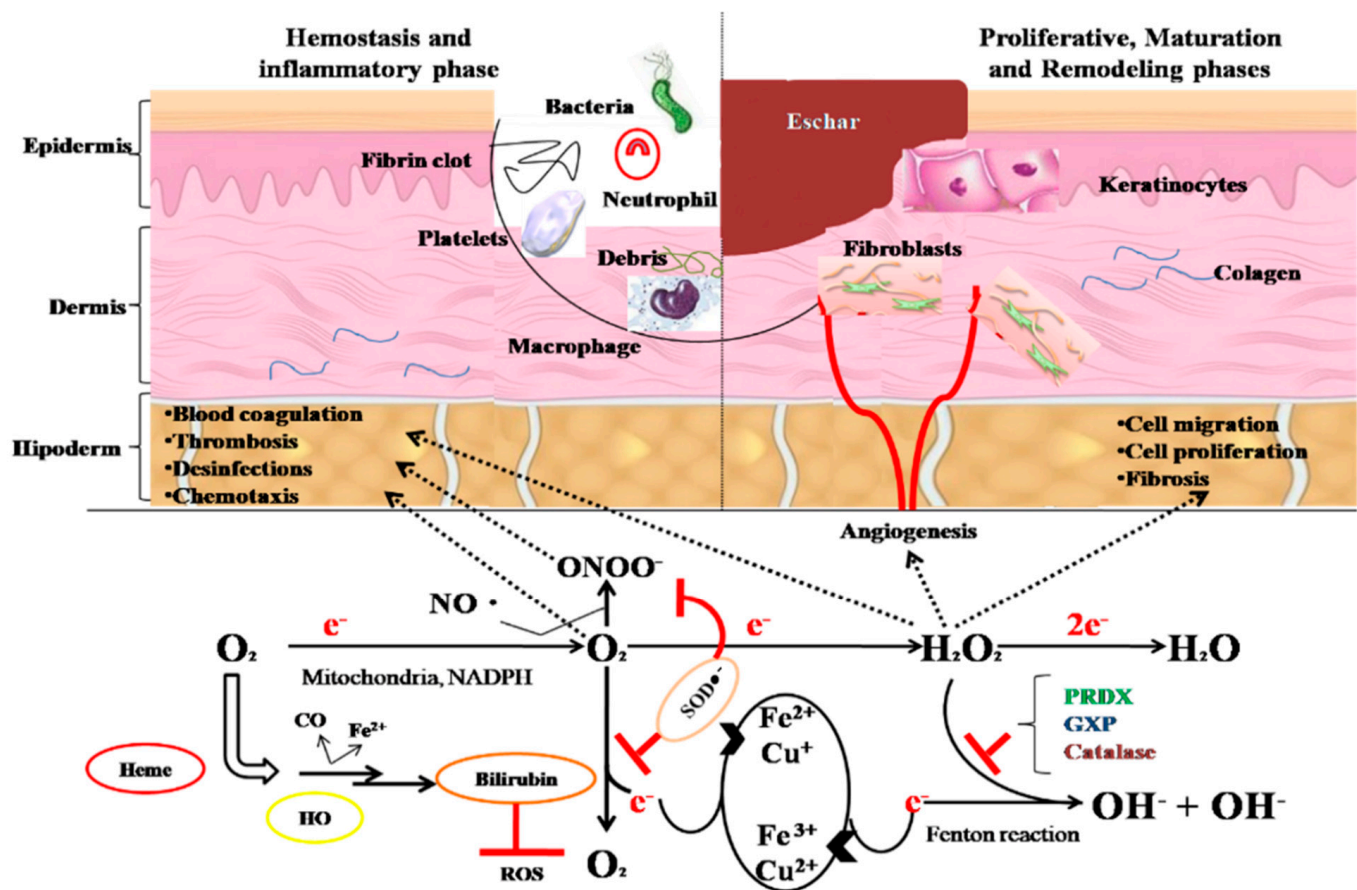 Hemostasis and
inflammatory phase
Proliferative, Maturation
and Remodeling phases
Epidermis
Dermis
Hipoderm
Bacteria
Fibrin clot
Neutrophil
Platelets
Debris
Macrophage
Eschar
Keratinocytes
Fibroblasts
Colagen
•Blood coagulation
•Thrombosis
•Desinfections
•Chemotaxis
•Cell migration
•Cell proliferation
•Fibrosis
Angiogenesis
ONOO⁻
NO •
O₂
e⁻
Mitochondria, NADPH
O₂
e⁻
H₂O₂
2e⁻
H₂O
SOD●⁻
CO
Fe²⁺
Heme
HO
Bilirubin
ROS
O₂
e⁻
Fe²⁺
Cu⁺
Fe³⁺
Cu²⁺
e⁻
Fenton reaction
PRDX
GXP
Catalase
OH⁻ + OH⁻